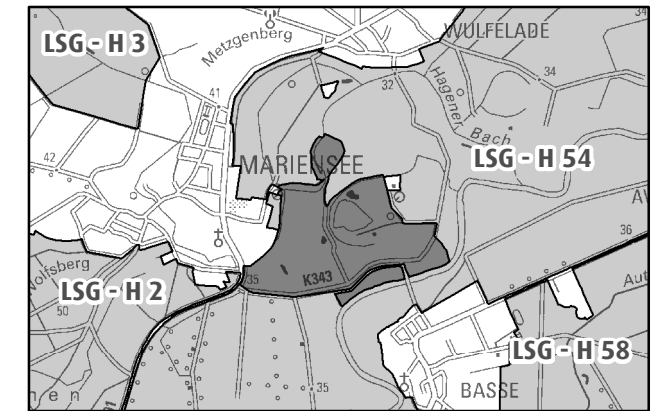 LSG - H 3
Metzgenberg
WULFELADE
34
34
32
41
Hagener Bach
42
MARIENSEE
LSG - H 54
36
Wolfsberg
LSG - H 2
35
K343
50
LSG - H 58
35
BASSE